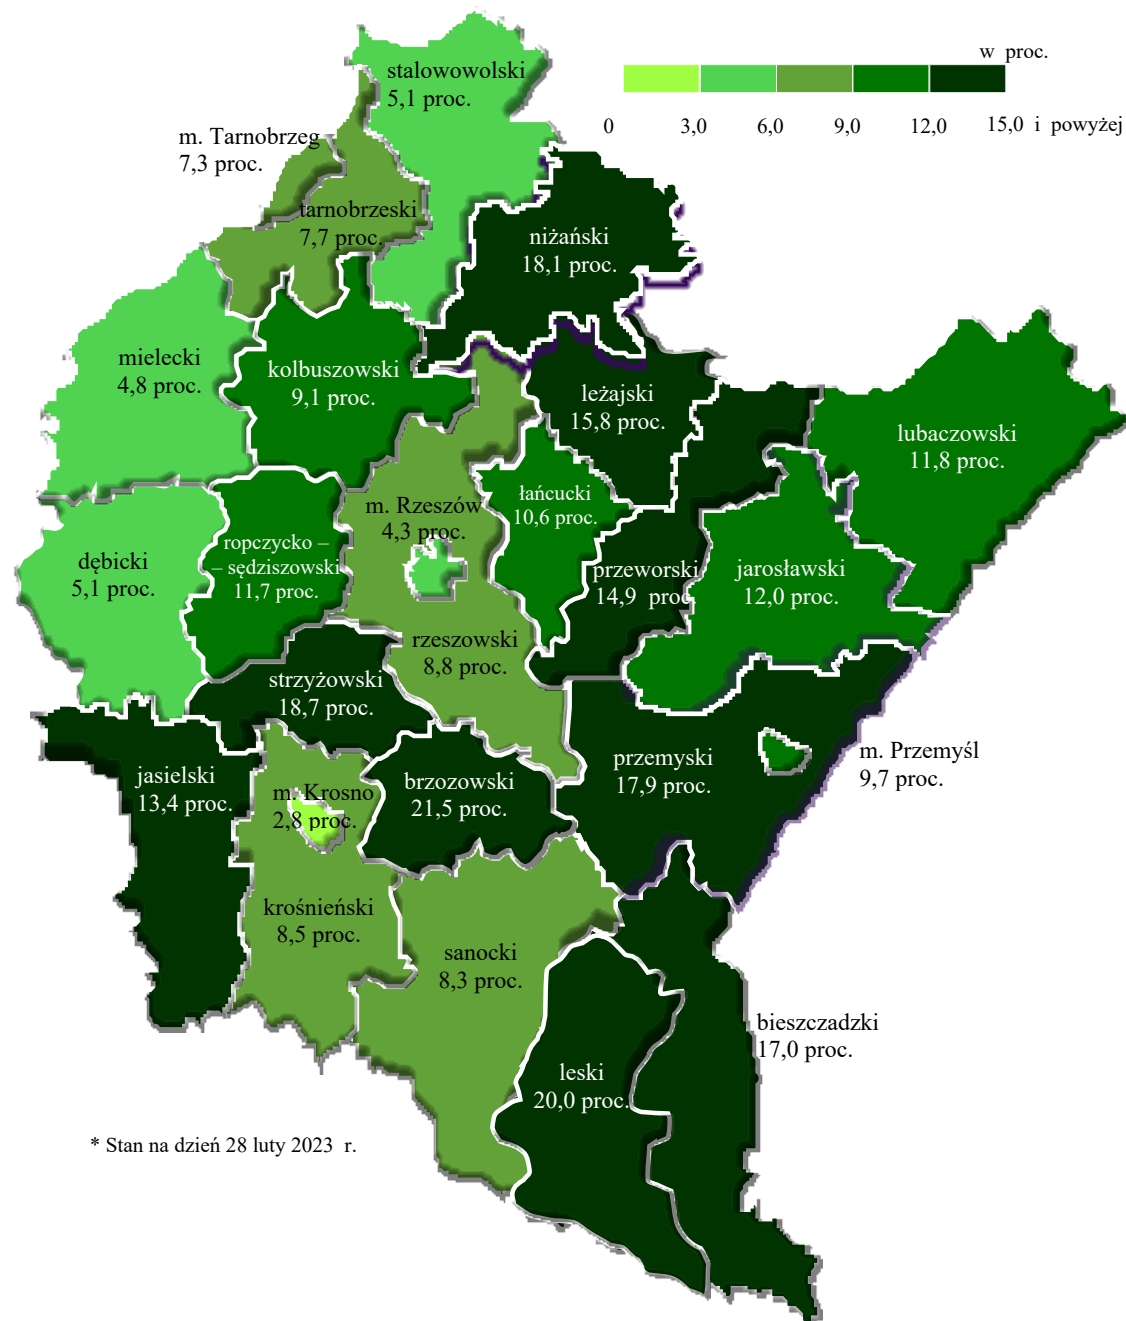 w proc.
0 3,0 6,0 9,0 12,0 15,0 i powyżej
stalowowolski
5,1 proc.
m. Tarnobrzeg
7,3 proc.
tarnobrzeski
7,7 proc.
niżański
18,1 proc.
mielecki
4,8 proc.
kolbuszowski
9,1 proc.
leżajski
15,8 proc.
lubaczowski
11,8 proc.
m. Rzeszów
4,3 proc.
łańcucki
10,6 proc.
dębicki
5,1 proc.
ropczycko –
– sędziszowski
11,7 proc.
przeworski
14,9 proc
jarosławski
12,0 proc.
rzeszowski
8,8 proc.
strzyżowski
18,7 proc.
jasielski
13,4 proc.
m. Krosno
2,8 proc.
brzozowski
21,5 proc.
przemyski
17,9 proc.
m. Przemyśl
9,7 proc.
krośnieński
8,5 proc.
sanocki
8,3 proc.
bieszczadzki
17,0 proc.
leski
20,0 proc.
* Stan na dzień 28 luty 2023 r.